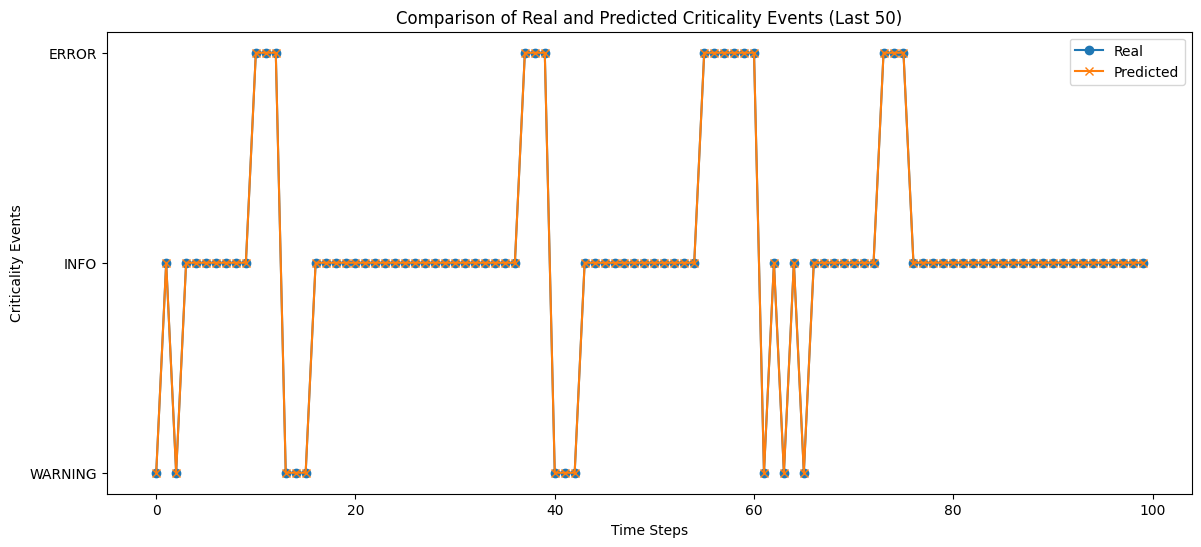 Comparison of Real and Predicted Criticality Events (Last 50)
ERROR
INFO
WARNING
Criticality Events
Real
Predicted
0 20 40 60 80 100
Time Steps